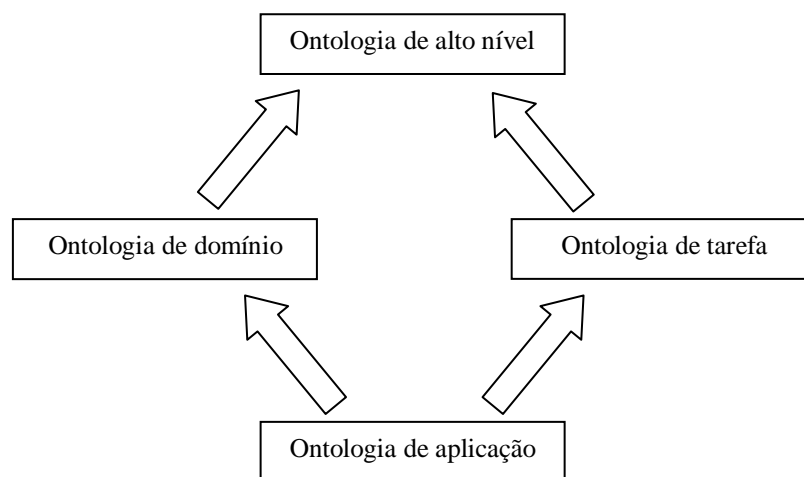 Ontologia de alto nível
Ontologia de domínio
Ontologia de tarefa
Ontologia de aplicação